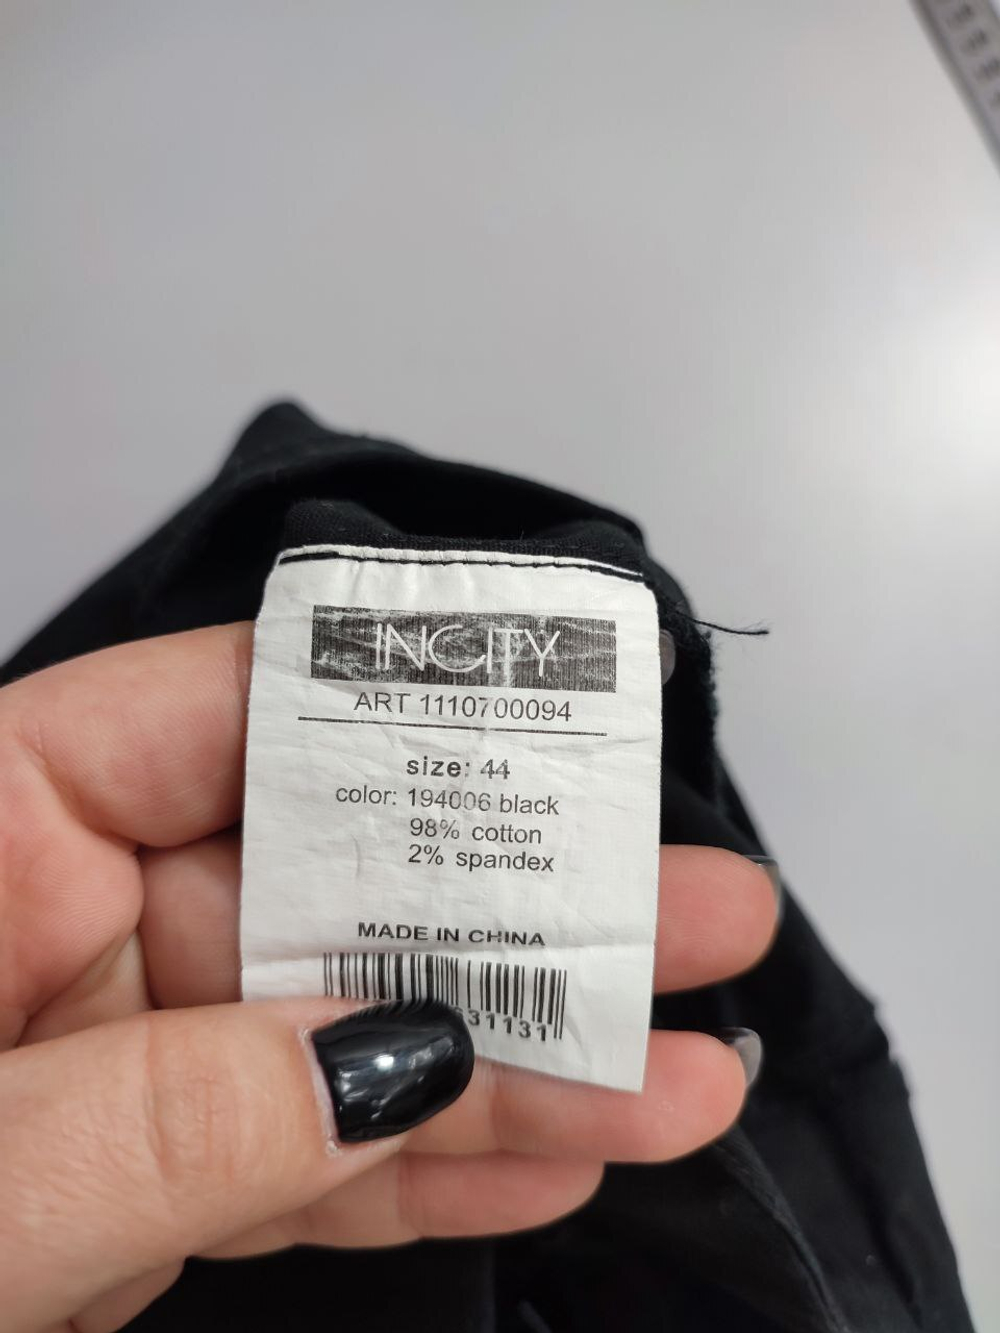 INCITY
ART 1110700094
size: 44
color: 194006 black
98% cotton
2% spandex
MADE IN CHINA
31131